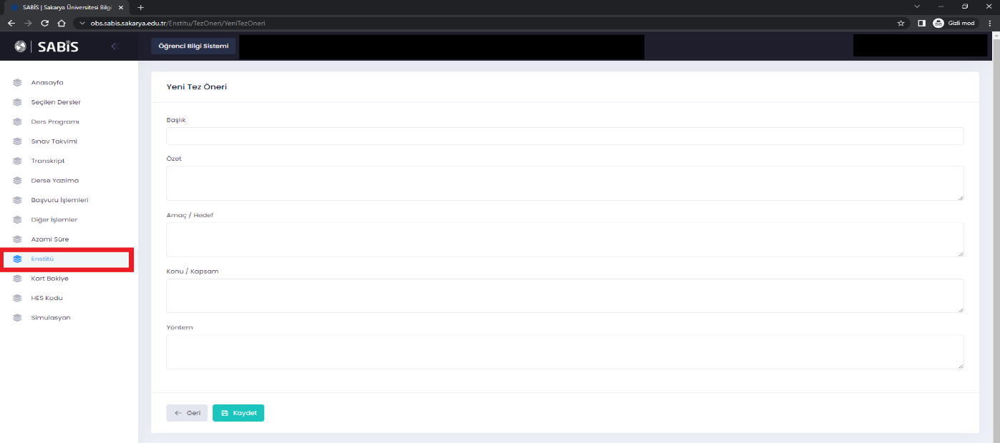 SABİS | Sakarya Üniversitesi Bilgi
obs.sabis.sakarya.edu.tr/Enstitu/TezOneri/YeniTezOneri
Gizli mod
SABİS
Öğrenci Bilgi Sistemi
Anasayfa
Seçilen Dersler
Ders Programı
Sınav Takvimi
Transkript
Derse Yazılma
Başvuru İşlemleri
Diğer İşlemler
Azami Süre
Enstitü
Kart Bakiye
HES Kodu
Simulasyon
Yeni Tez Öneri
Başlık
Özet
Amaç / Hedef
Konu / Kapsam
Yöntem
Geri
Kaydet